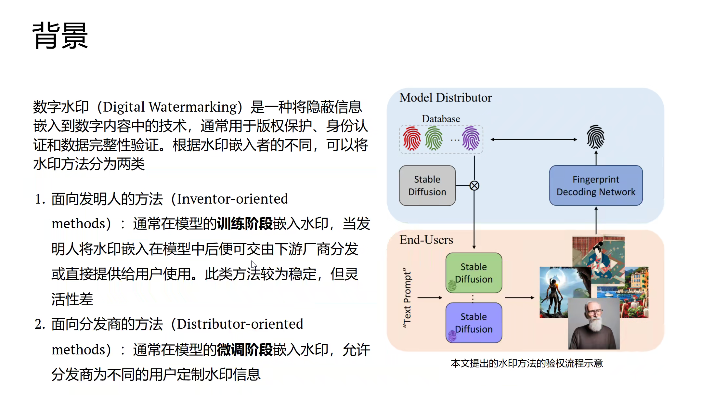 背景
数字水印（Digital Watermarking）是一种将隐蔽信息
嵌入到数字内容中的技术，通常用于版权保护、身份认
证和数据完整性验证。根据水印嵌入者的不同，可以将
水印方法分为两类
1. 面向发明人的方法（Inventor-oriented
methods）：通常在模型的训练阶段嵌入水印，当发
明人将水印嵌入在模型中后便可交由下游厂商分发
或直接提供给用户使用。此类方法较为稳定，但灵
活性差
2. 面向分发商的方法（Distributor-oriented
methods）：通常在模型的微调阶段嵌入水印，允许
分发商为不同的用户定制水印信息
Model Distributor
Database
...
Stable
Diffusion
Fingerprint
Decoding Network
End-Users
"Text Prompt"
Stable
Diffusion
...
Stable
Diffusion
本文提出的水印方法的验权流程示意